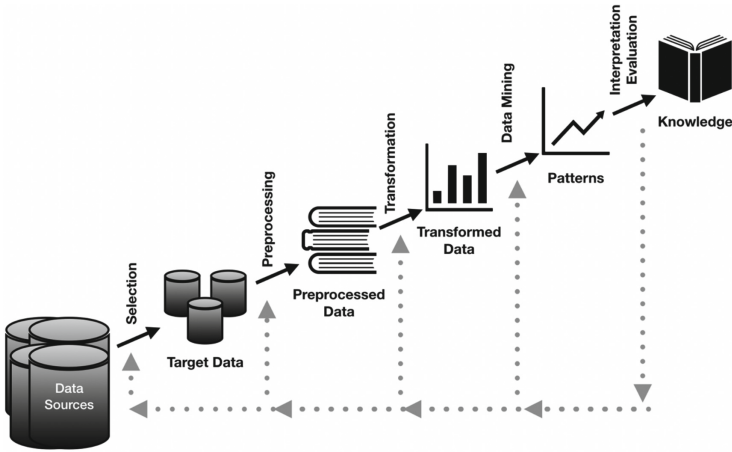 Data
Sources
Selection
Target Data
Preprocessing
Preprocessed
Data
Transformation
Transformed
Data
Data Mining
Patterns
Interpretation
Evaluation
Knowledge